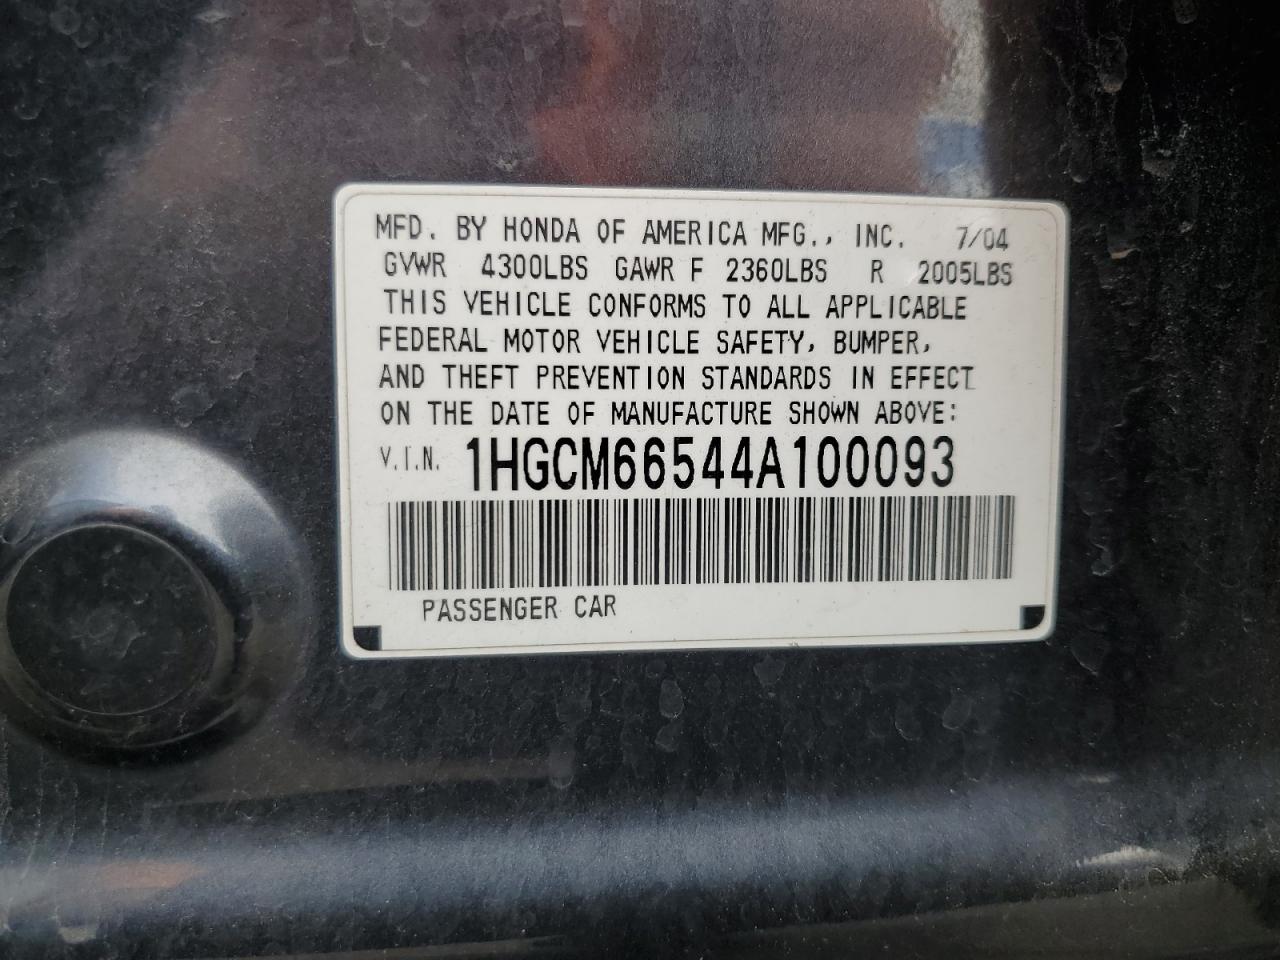 MFD. BY HONDA OF AMERICA MFG., INC. 7/04
GVWR 4300LBS GAWR F 2360LBS R 2005LBS
THIS VEHICLE CONFORMS TO ALL APPLICABLE
FEDERAL MOTOR VEHICLE SAFETY, BUMPER,
AND THEFT PREVENTION STANDARDS IN EFFECT
ON THE DATE OF MANUFACTURE SHOWN ABOVE:
V.I.N. 1HGCM66544A100093
PASSENGER CAR